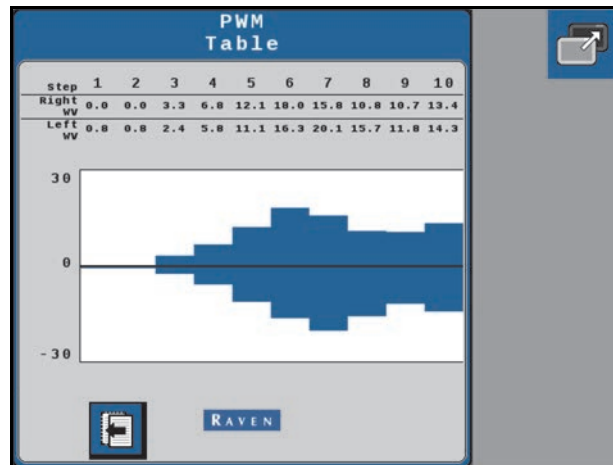 PWM
Table
Step 1 2 3 4 5 6 7 8 9 10
Right WV 0.0 0.0 3.3 6.8 12.1 18.0 15.8 10.8 10.7 13.4
Left WV 0.8 0.8 2.4 5.8 11.1 16.3 20.1 15.7 11.8 14.3
30
0
-30
RAVEN